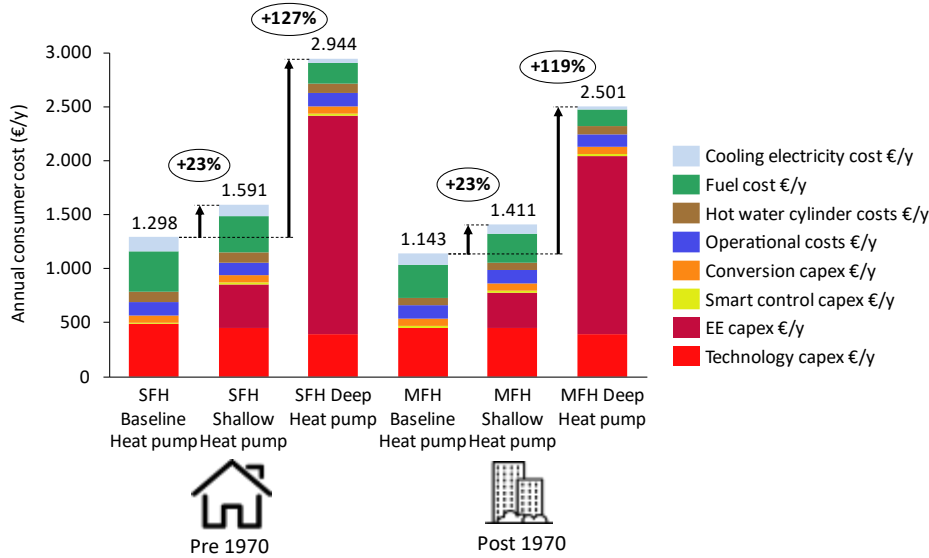 +127%
2.944
3.000
+119%
2.501
2.500
2.000
+23%
1.591
+23%
1.500
1.411
1.298
1.143
1.000
500
0
Annual consumer cost (€/y)
SFH
Baseline
Heat pump
SFH
Shallow
Heat pump
SFH Deep
Heat pump
MFH
Baseline
Heat pump
MFH
Shallow
Heat pump
MFH Deep
Heat pump
Pre 1970
Post 1970
Cooling electricity cost €/y
Fuel cost €/y
Hot water cylinder costs €/y
Operational costs €/y
Conversion capex €/y
Smart control capex €/y
EE capex €/y
Technology capex €/y